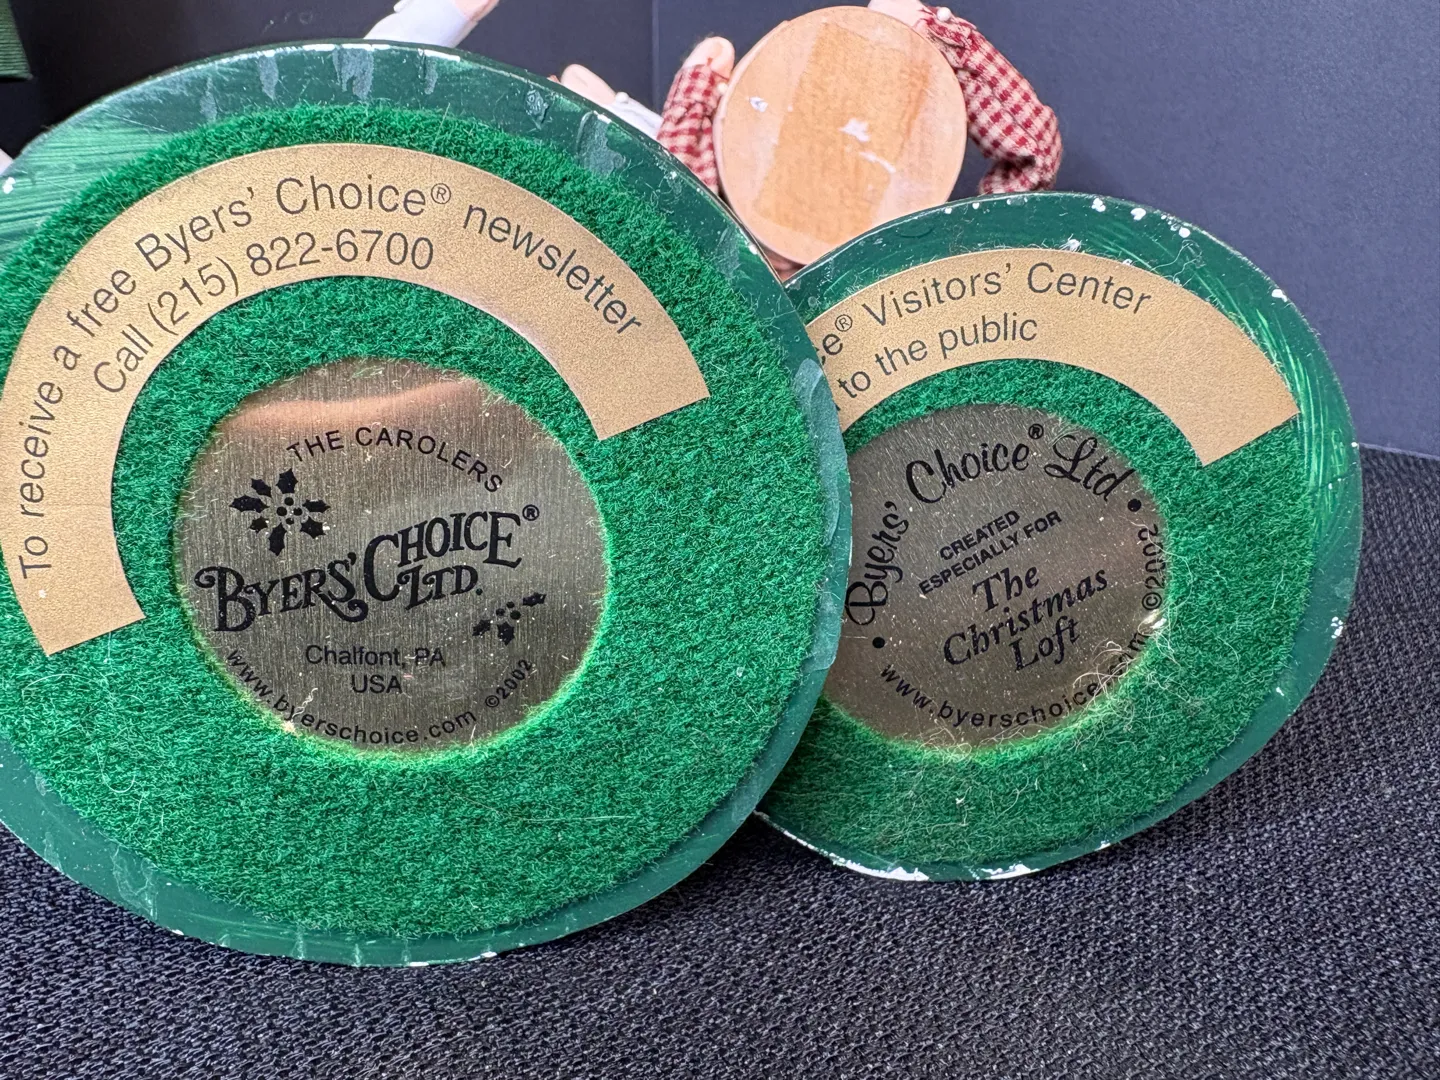 To receive a free Byers' Choice® newsletter
Call (215) 822-6700
THE CAROLERS
BYERS' CHOICE®
LTD.
Chalfont, PA
USA
www.byerschoice.com ©2002
® Visitors' Center
to the public
Byers' Choice® Ltd
CREATED
ESPECIALLY FOR
The
Christmas
Loft
www.byerschoice.com ©2002